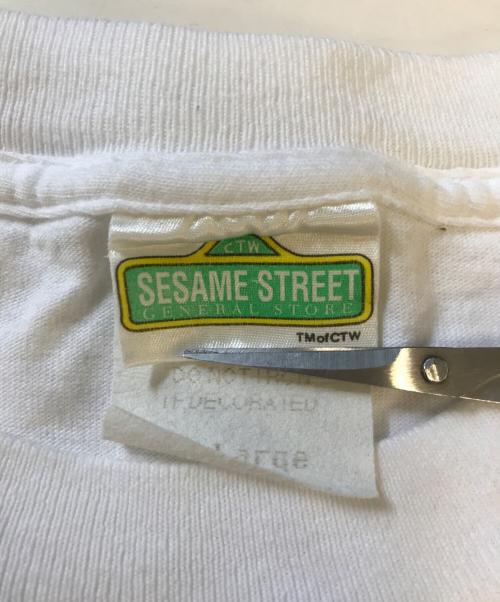 CTW
SESAME STREET
GENERAL STORE
TMofCTW
DO NOT IRON
IF DECORATED
Large